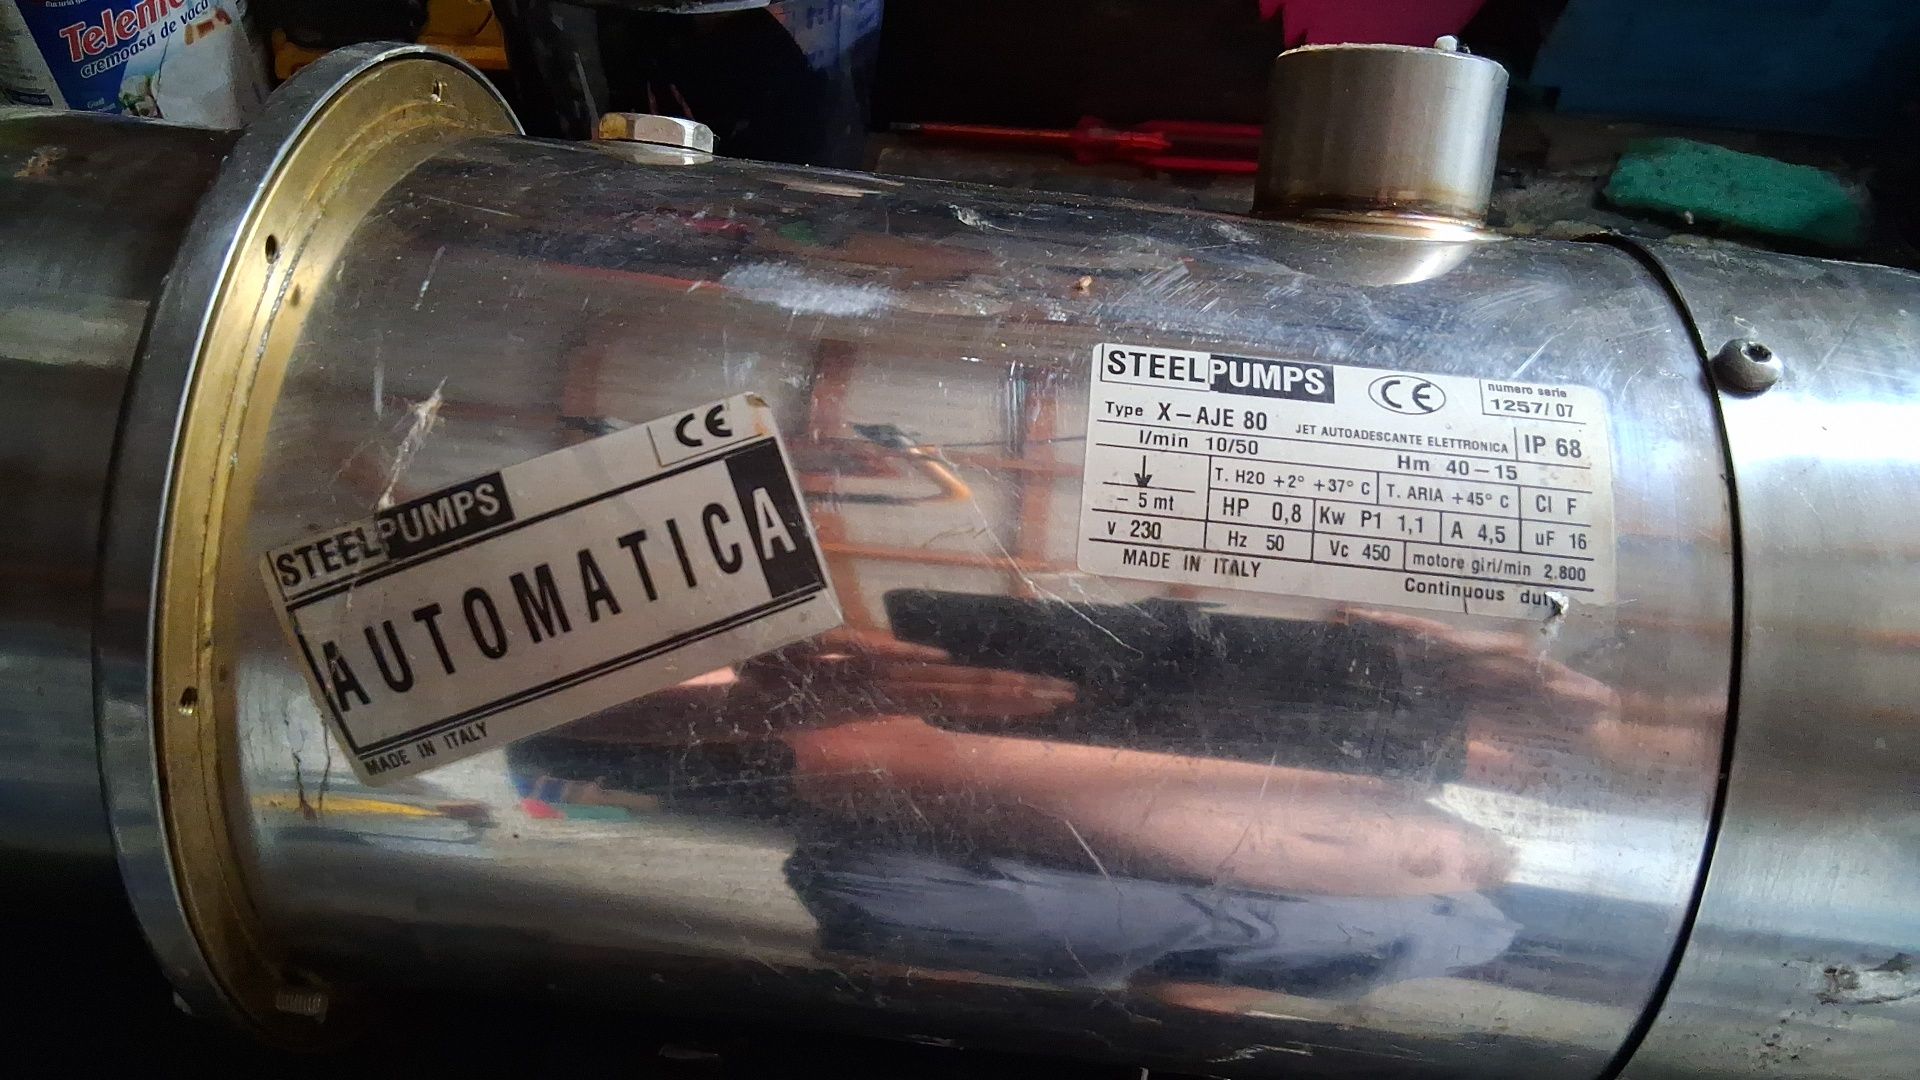 Telem
cremoasă de vacă
STEELPUMPS
CE
AUTOMATICA
MADE IN ITALY
STEELPUMPS CE numero serie
1257/07
Type X-AJE 80 JET AUTOADESCANTE ELETTRONICA IP 68
l/min 10/50 Hm 40-15
T. H20 +2° +37° C T. ARIA +45° C Cl F
- 5 mt HP 0,8 Kw P1 1,1 A 4,5 uF 16
v 230 Hz 50 Vc 450 motore giri/min 2.800
MADE IN ITALY Continuous duty